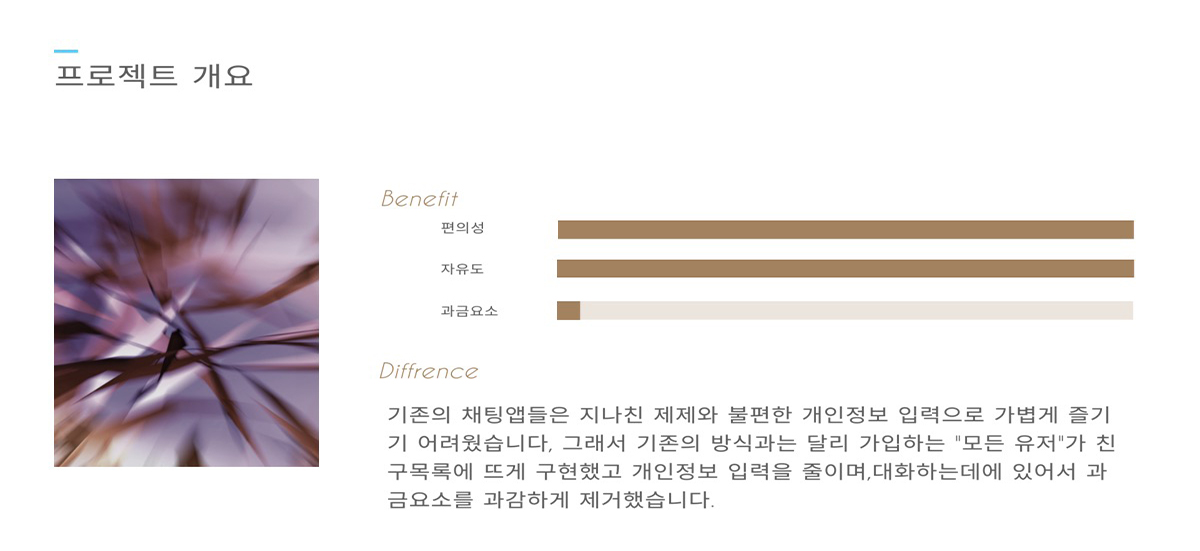 프로젝트 개요
Benefit
편의성
자유도
과금요소
Diffrence
기존의 채팅앱들은 지나친 제제와 불편한 개인정보 입력으로 가볍게 즐기
기 어려웠습니다, 그래서 기존의 방식과는 달리 가입하는 "모든 유저"가 친
구목록에 뜨게 구현했고 개인정보 입력을 줄이며,대화하는데에 있어서 과
금요소를 과감하게 제거했습니다.